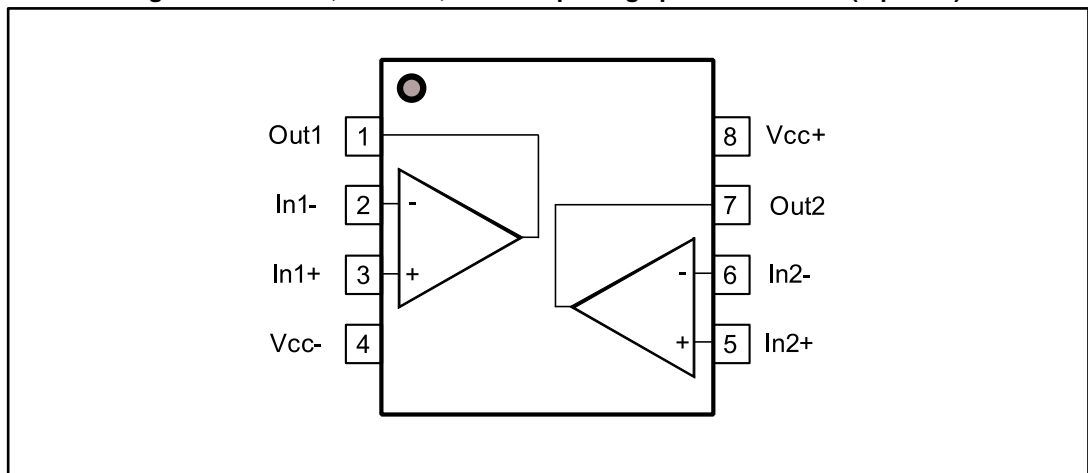 Out1 1
In1- 2
In1+ 3
Vcc- 4
-
+
8 Vcc+
7 Out2
6 In2-
5 In2+
-
+